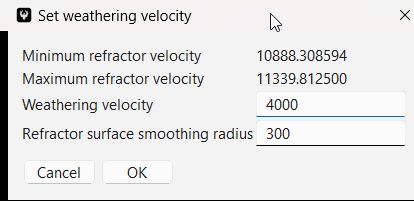 Set weathering velocity
Minimum refractor velocity 10888.308594
Maximum refractor velocity 11339.812500
Weathering velocity 4000
Refractor surface smoothing radius 300
Cancel OK